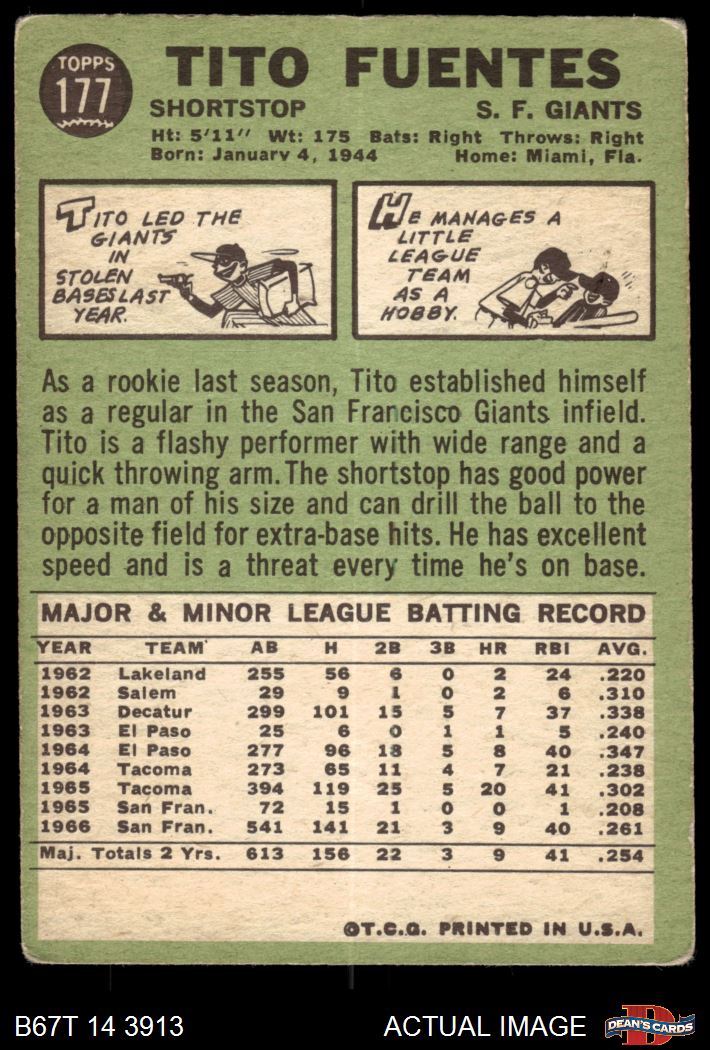 TOPPS
177
TITO FUENTES
SHORTSTOP S. F. GIANTS
Ht: 5'11" Wt: 175 Bats: Right Throws: Right
Born: January 4, 1944 Home: Miami, Fla.
TITO LED THE
GIANTS
IN
STOLEN
BASES LAST
YEAR.
HE MANAGES A
LITTLE
LEAGUE
TEAM
AS A
HOBBY.
As a rookie last season, Tito established himself
as a regular in the San Francisco Giants infield.
Tito is a flashy performer with wide range and a
quick throwing arm. The shortstop has good power
for a man of his size and can drill the ball to the
opposite field for extra-base hits. He has excellent
speed and is a threat every time he's on base.
MAJOR & MINOR LEAGUE BATTING RECORD
YEAR TEAM AB H 2B 3B HR RBI AVG.
1962 Lakeland 255 56 6 0 2 24 .220
1962 Salem 29 9 1 0 2 6 .310
1963 Decatur 299 101 15 5 7 37 .338
1963 El Paso 25 6 0 1 1 5 .240
1964 El Paso 277 96 18 5 8 40 .347
1964 Tacoma 273 65 11 4 7 21 .238
1965 Tacoma 394 119 25 5 20 41 .302
1965 San Fran. 72 15 1 0 0 1 .208
1966 San Fran. 541 141 21 3 9 40 .261
Maj. Totals 2 Yrs. 613 156 22 3 9 41 .254
©T.C.G. PRINTED IN U.S.A.
B67T 14 3913 ACTUAL IMAGE DEAN'S CARDS